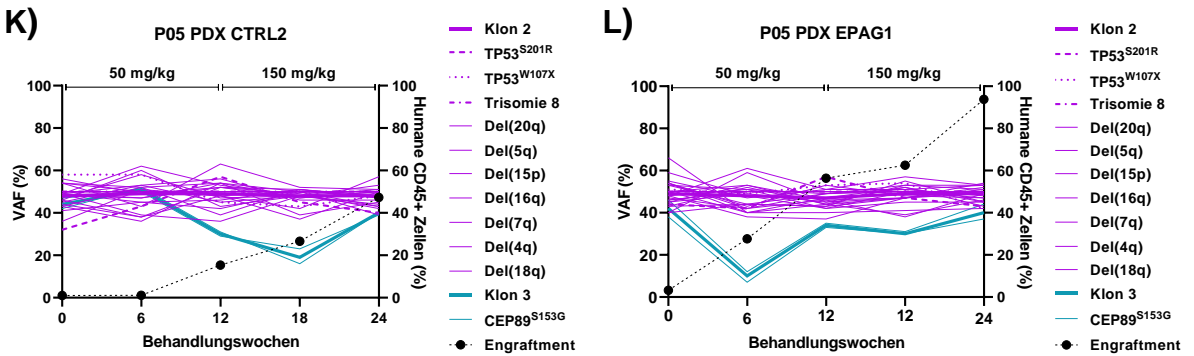 K)
P05 PDX CTRL2
50 mg/kg
150 mg/kg
100
80
60
40
20
0
VAF (%)
100
80
60
40
20
0
Humane CD45+ Zellen (%)
0 6 12 18 24
Behandlungswochen
Klon 2
TP53S201R
TP53W107X
Trisomie 8
Del(20q)
Del(5q)
Del(15p)
Del(16q)
Del(7q)
Del(4q)
Del(18q)
Klon 3
CEP89S153G
Engraftment
L)
P05 PDX EPAG1
50 mg/kg
150 mg/kg
100
80
60
40
20
0
VAF (%)
100
80
60
40
20
0
Humane CD45+ Zellen (%)
0 6 12 12 24
Behandlungswochen
Klon 2
TP53S201R
TP53W107X
Trisomie 8
Del(20q)
Del(5q)
Del(15p)
Del(16q)
Del(7q)
Del(4q)
Del(18q)
Klon 3
CEP89S153G
Engraftment